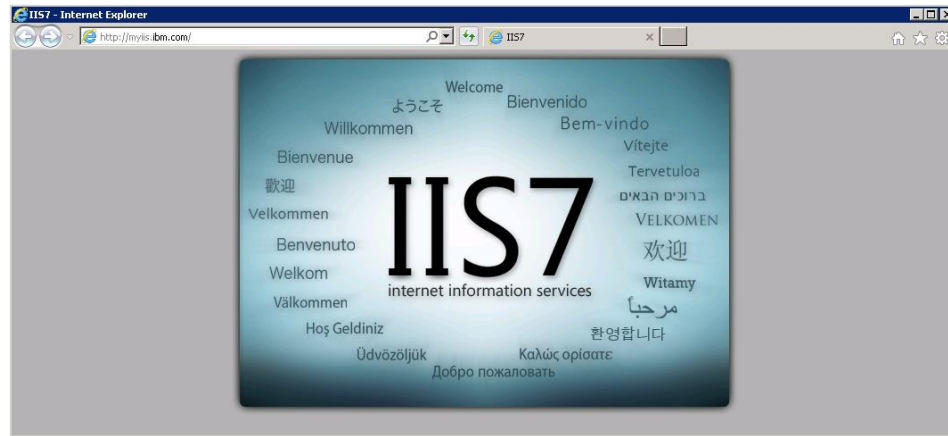 IIS7 - Internet Explorer
http://myiis.ibm.com/
IIS7
Welcome
ようこそ
Bienvenido
Willkommen
Bem-vindo
Vítejte
Bienvenue
Tervetuloa
歡迎
ברוכים הבאים
Velkommen
VELKOMEN
IIS7
Benvenuto
欢迎
Welkom
Witamy
internet information services
Välkommen
مرحباً
Hoş Geldiniz
환영합니다
Üdvözöljük
Καλώς ορίσατε
Добро пожаловать